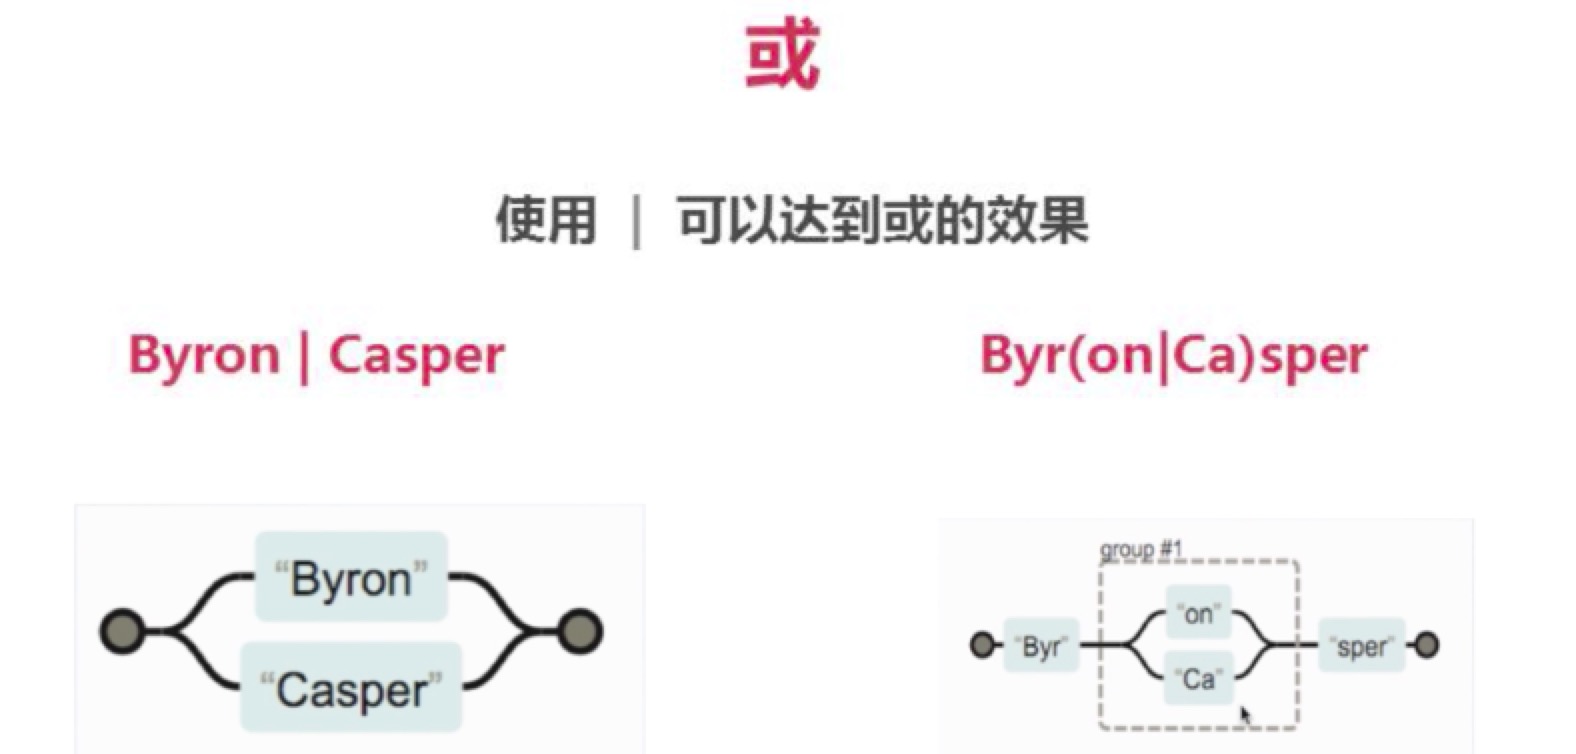 或
使用 | 可以达到或的效果
Byron | Casper
Byr(on|Ca)sper
“Byron”
“Casper”
group #1
“Byr”
“on”
“Ca”
“sper”